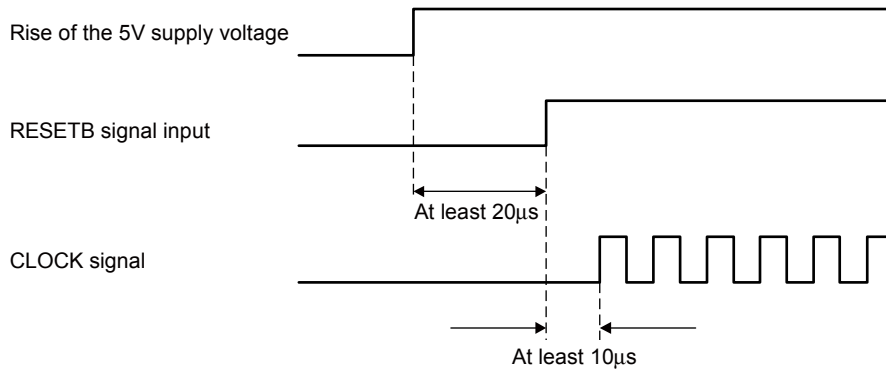 Rise of the 5V supply voltage
RESETB signal input
At least 20μs
CLOCK signal
At least 10μs